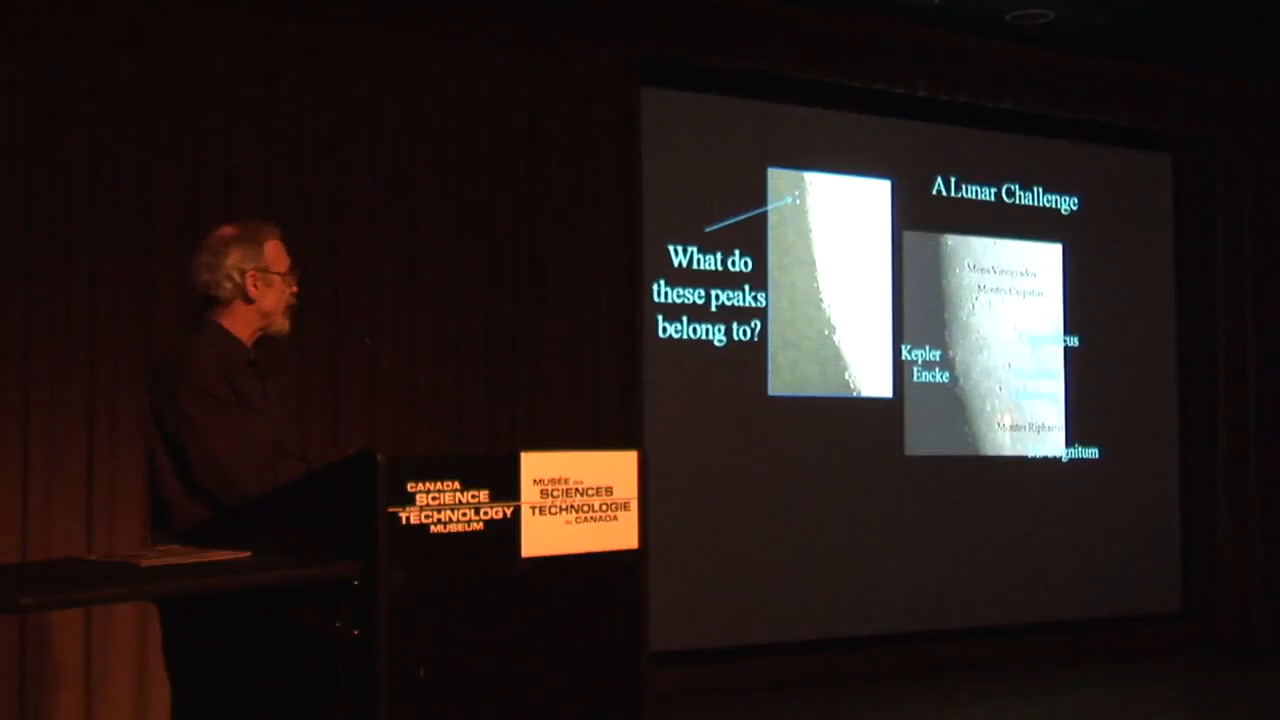 A Lunar Challenge
What do
these peaks
belong to?
Mons Vinogradov
Montes Carpatus
Kepler
Encke
Montes Riphaeus
CANADA
SCIENCE
AND
TECHNOLOGY
MUSEUM
MUSÉE DES
SCIENCES
ET DE LA
TECHNOLOGIE
DU CANADA